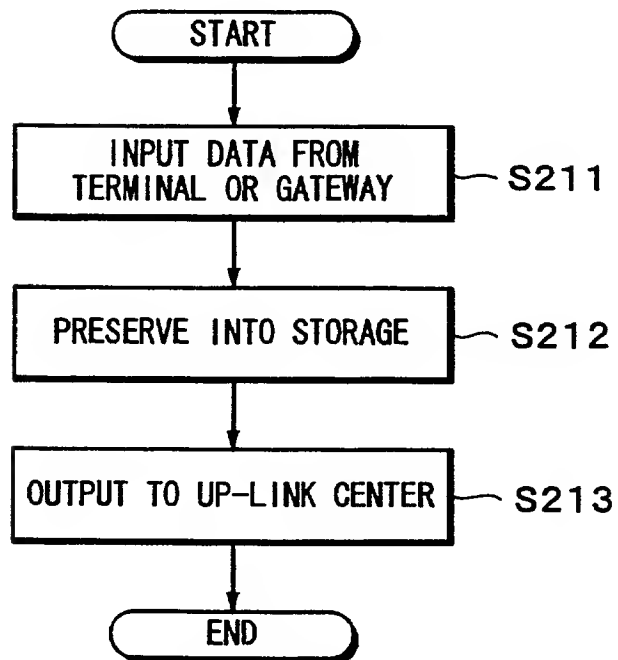 START
INPUT DATA FROM
TERMINAL OR GATEWAY
S211
PRESERVE INTO STORAGE
S212
OUTPUT TO UP-LINK CENTER
S213
END